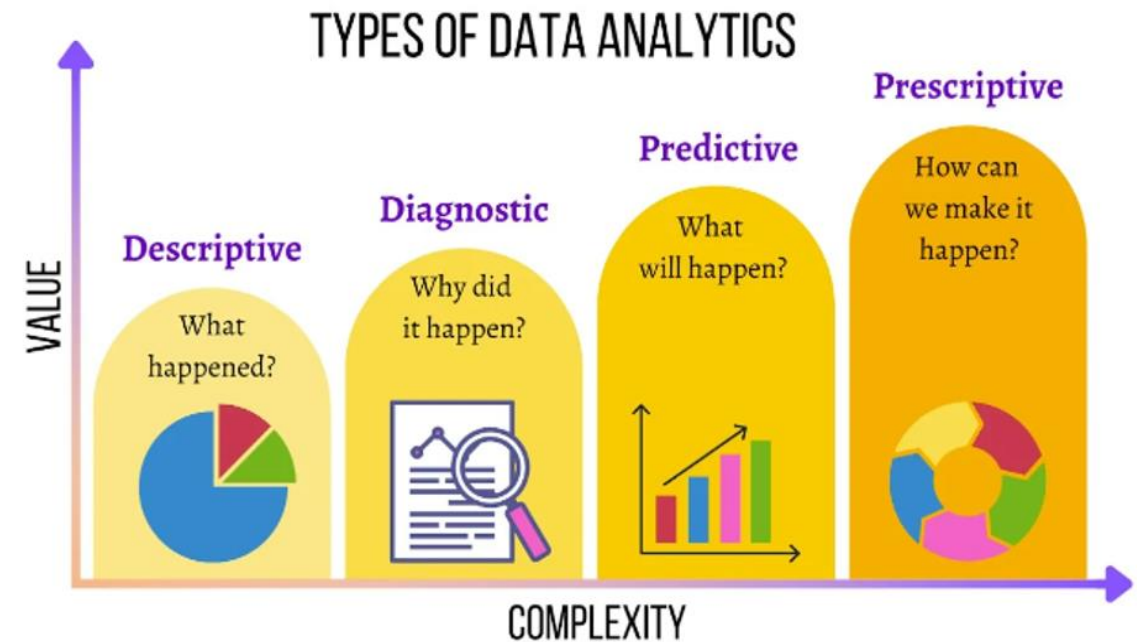 TYPES OF DATA ANALYTICS
Prescriptive
How can
we make it
happen?
Predictive
What
will happen?
Diagnostic
Why did
it happen?
Descriptive
What
happened?
VALUE
COMPLEXITY